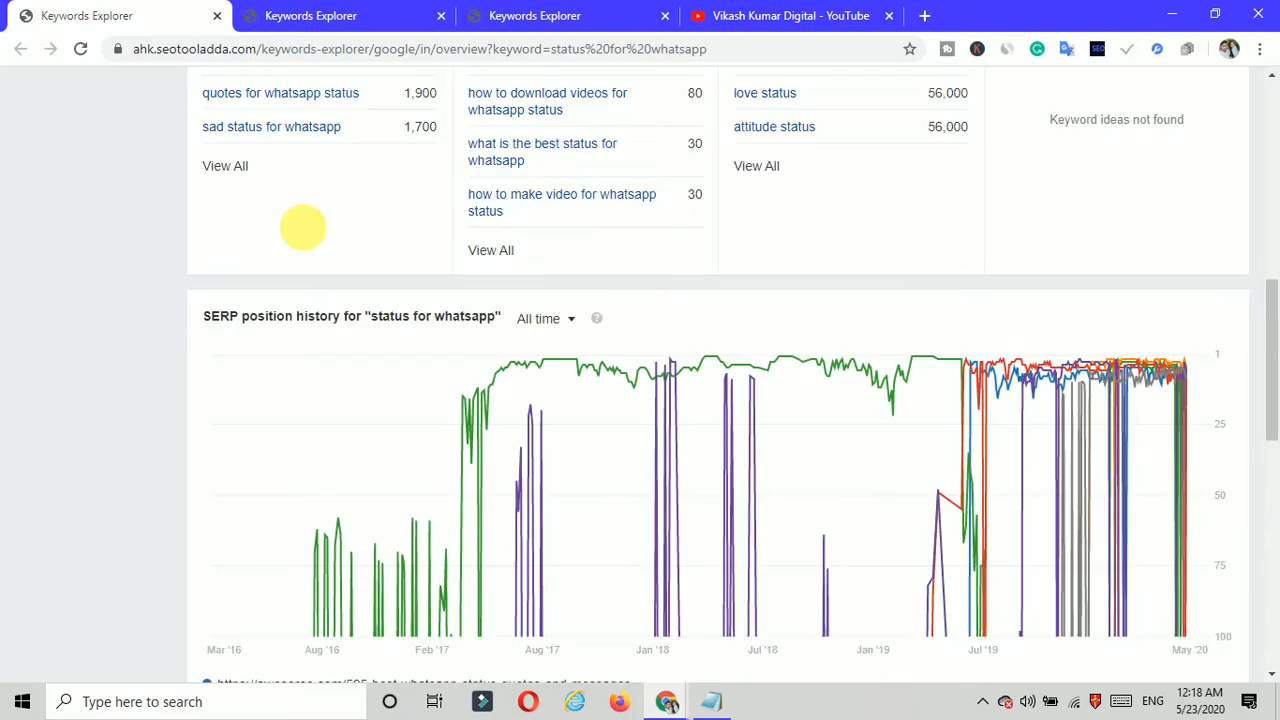 Keywords Explorer
Keywords Explorer
Keywords Explorer
Vikash Kumar Digital - YouTube
ahk.seotooladda.com/keywords-explorer/google/in/overview?keyword=status%20for%20whatsapp
quotes for whatsapp status 1,900
sad status for whatsapp 1,700
View All
how to download videos for 80
whatsapp status
what is the best status for 30
whatsapp
how to make video for whatsapp 30
status
View All
love status 56,000
attitude status 56,000
View All
Keyword ideas not found
SERP position history for "status for whatsapp" All time
1
25
50
75
100
Mar '16 Aug '16 Feb '17 Aug '17 Jan '18 Jul '18 Jan '19 Jul '19 May '20
Type here to search
ENG
12:18 AM
5/23/2020